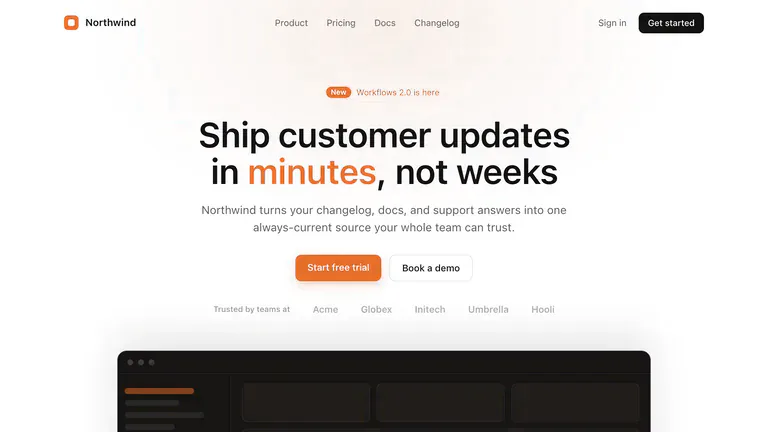 Northwind
Product Pricing Docs Changelog
Sign in
Get started
New Workflows 2.0 is here
Ship customer updates
in minutes, not weeks
Northwind turns your changelog, docs, and support answers into one
always-current source your whole team can trust.
Start free trial
Book a demo
Trusted by teams at Acme Globex Initech Umbrella Hooli